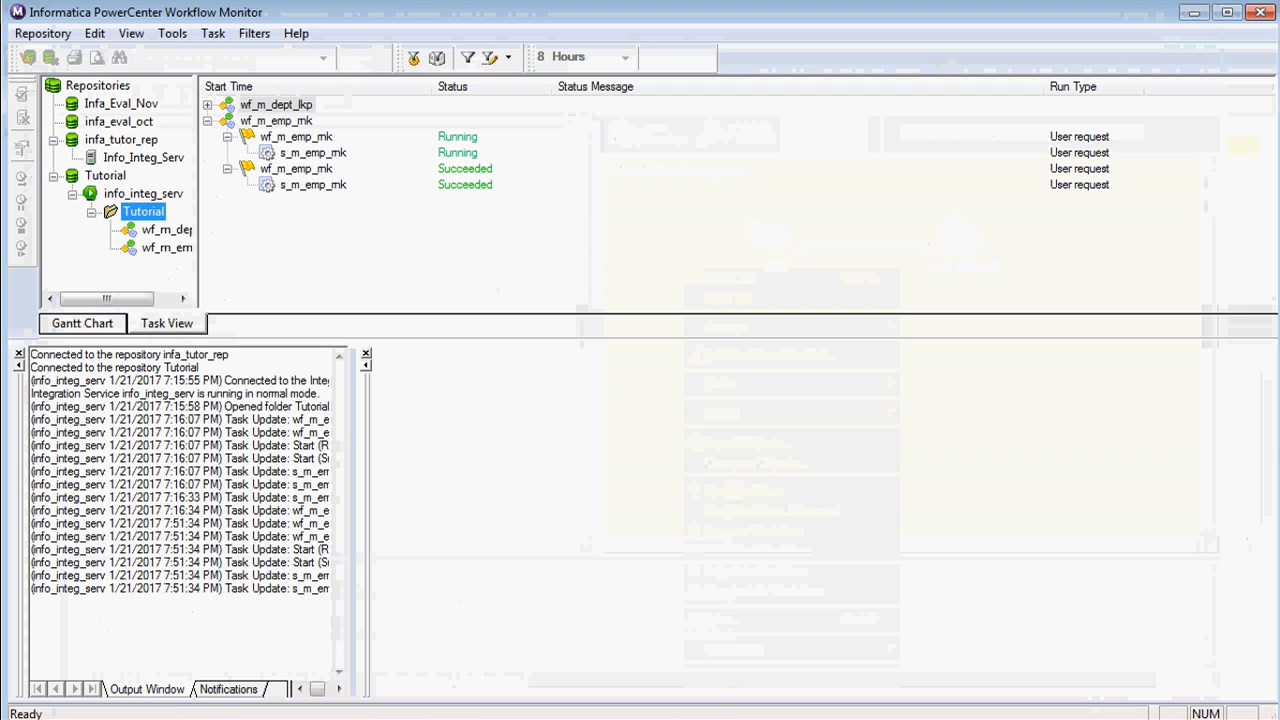 Informatica PowerCenter Workflow Monitor
Repository Edit View Tools Task Filters Help
8 Hours
Repositories
Infa_Eval_Nov
infa_eval_oct
infa_tutor_rep
Info_Integ_Serv
Tutorial
info_integ_serv
Tutorial
wf_m_dep
wf_m_em
Start Time Status Status Message Run Type
wf_m_dept_lkp
wf_m_emp_mk
wf_m_emp_mk Running User request
s_m_emp_mk Running User request
wf_m_emp_mk Succeeded User request
s_m_emp_mk Succeeded User request
Gantt Chart Task View
Connected to the repository infa_tutor_rep
Connected to the repository Tutorial
(info_integ_serv 1/21/2017 7:15:55 PM) Connected to the Inte
Integration Service info_integ_serv is running in normal mode.
(info_integ_serv 1/21/2017 7:15:58 PM) Opened folder Tutorial
(info_integ_serv 1/21/2017 7:16:07 PM) Task Update: wf_m_e
(info_integ_serv 1/21/2017 7:16:07 PM) Task Update: wf_m_e
(info_integ_serv 1/21/2017 7:16:07 PM) Task Update: Start (R
(info_integ_serv 1/21/2017 7:16:07 PM) Task Update: Start (S
(info_integ_serv 1/21/2017 7:16:07 PM) Task Update: s_m_em
(info_integ_serv 1/21/2017 7:16:07 PM) Task Update: s_m_em
(info_integ_serv 1/21/2017 7:16:33 PM) Task Update: s_m_em
(info_integ_serv 1/21/2017 7:16:34 PM) Task Update: wf_m_e
(info_integ_serv 1/21/2017 7:51:34 PM) Task Update: wf_m_e
(info_integ_serv 1/21/2017 7:51:34 PM) Task Update: wf_m_e
(info_integ_serv 1/21/2017 7:51:34 PM) Task Update: Start (R
(info_integ_serv 1/21/2017 7:51:34 PM) Task Update: Start (S
(info_integ_serv 1/21/2017 7:51:34 PM) Task Update: s_m_em
(info_integ_serv 1/21/2017 7:51:34 PM) Task Update: s_m_em
Output Window Notifications
Ready NUM